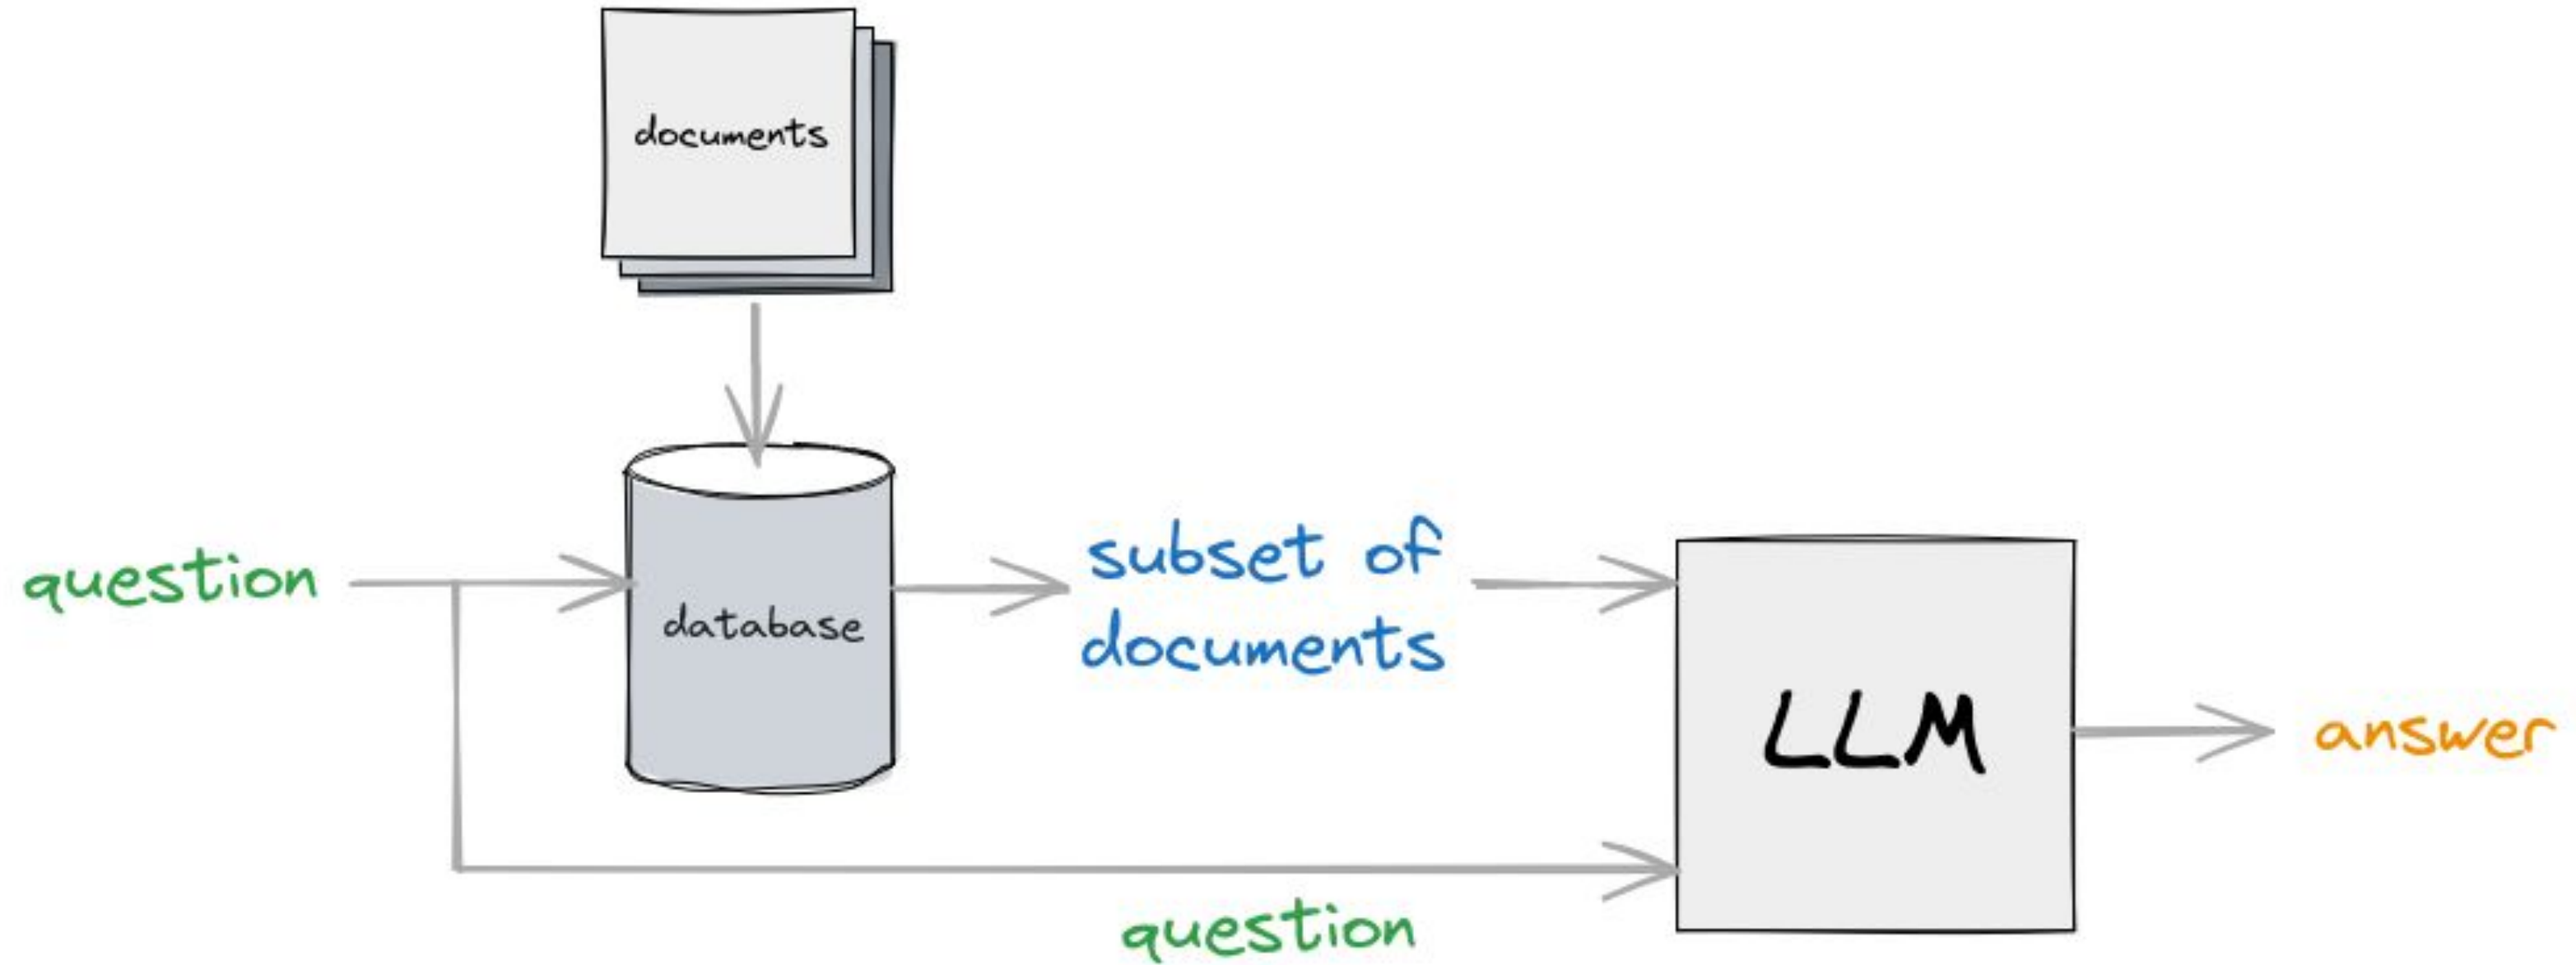 documents
question
database
subset of
documents
LLM
answer
question